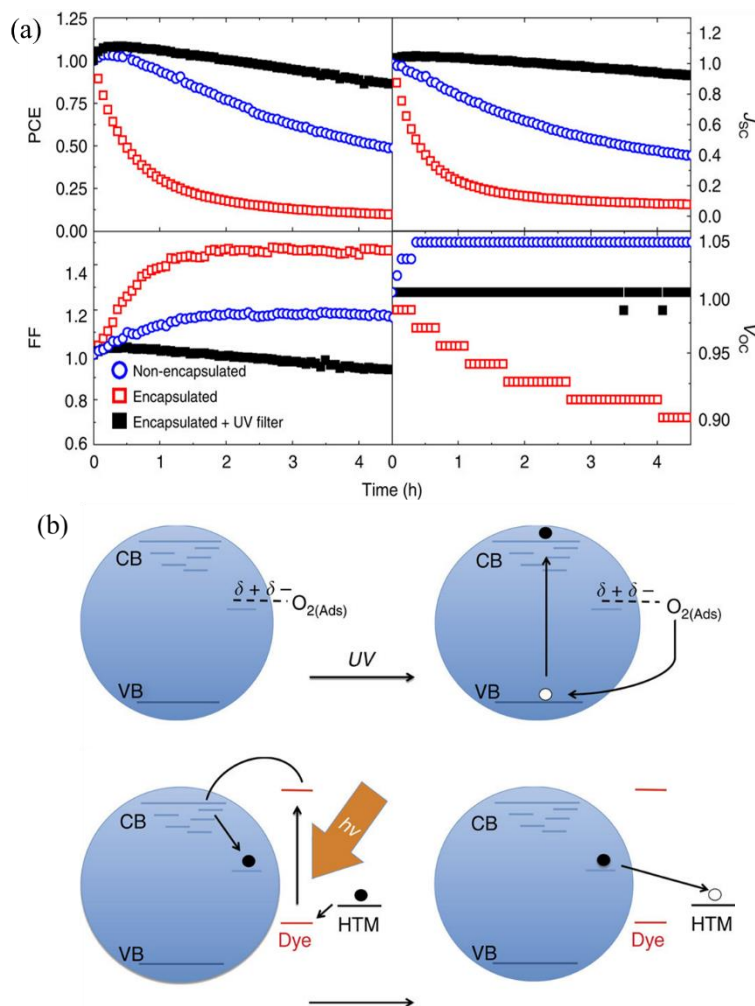 (a)
1.25
1.00
0.75
0.50
0.25
0.00
PCE
1.2
1.0
0.8
0.6
0.4
0.2
0.0
JSC
1.4
1.2
1.0
0.8
0.6
FF
Non-encapsulated
Encapsulated
Encapsulated + UV filter
1.05
1.00
0.95
0.90
VOC
0 1 2 3 4 0 1 2 3 4
Time (h)
(b)
CB
δ + δ −
O2(Ads)
VB
UV
CB
δ + δ −
O2(Ads)
VB
CB
hν
VB
Dye
HTM
CB
VB
Dye
HTM